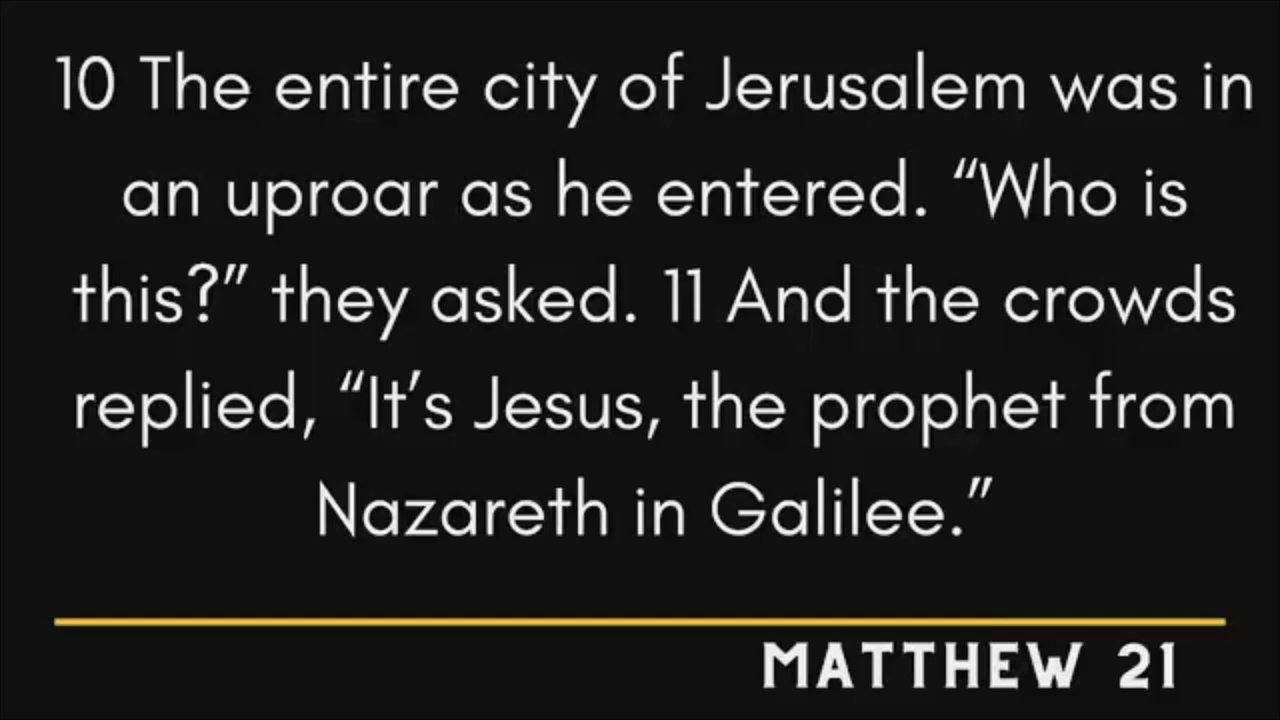 10 The entire city of Jerusalem was in
an uproar as he entered. “Who is
this?” they asked. 11 And the crowds
replied, “It’s Jesus, the prophet from
Nazareth in Galilee.”
MATTHEW 21